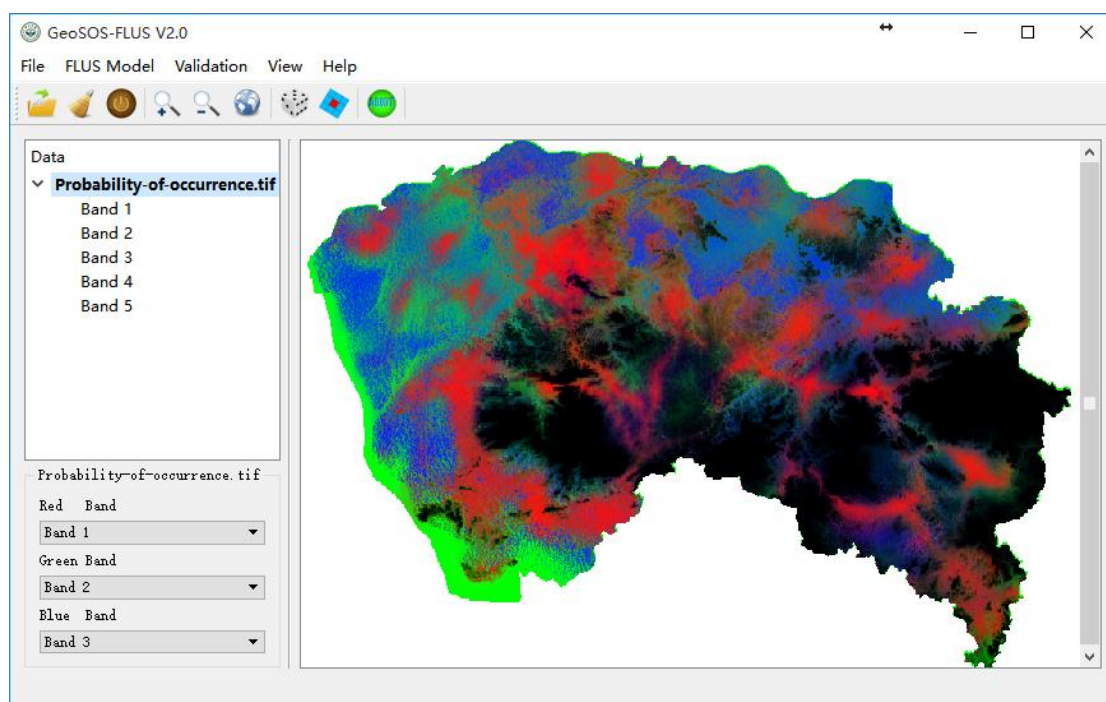 GeoSOS-FLUS V2.0
File FLUS Model Validation View Help
ABOUT
Data
Probability-of-occurrence.tif
Band 1
Band 2
Band 3
Band 4
Band 5
Probability-of-occurrence.tif
Red Band
Band 1
Green Band
Band 2
Blue Band
Band 3